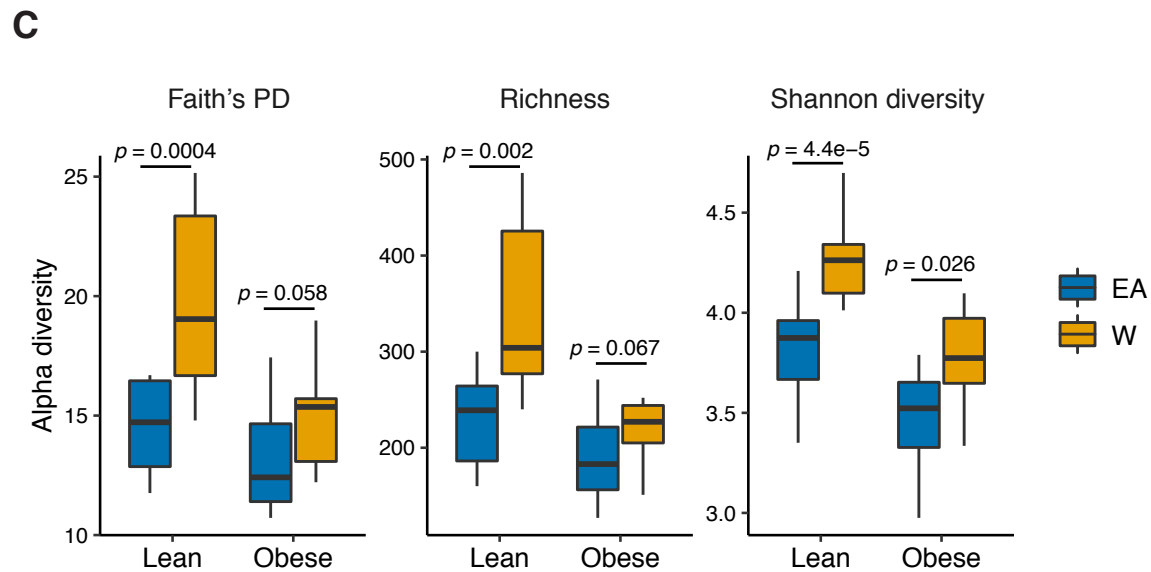 C
Faith's PD
Richness
Shannon diversity
Alpha diversity
p = 0.0004
p = 0.058
25
20
15
10
Lean
Obese
p = 0.002
p = 0.067
500
400
300
200
Lean
Obese
p = 4.4e−5
p = 0.026
4.5
4.0
3.5
3.0
Lean
Obese
EA
W